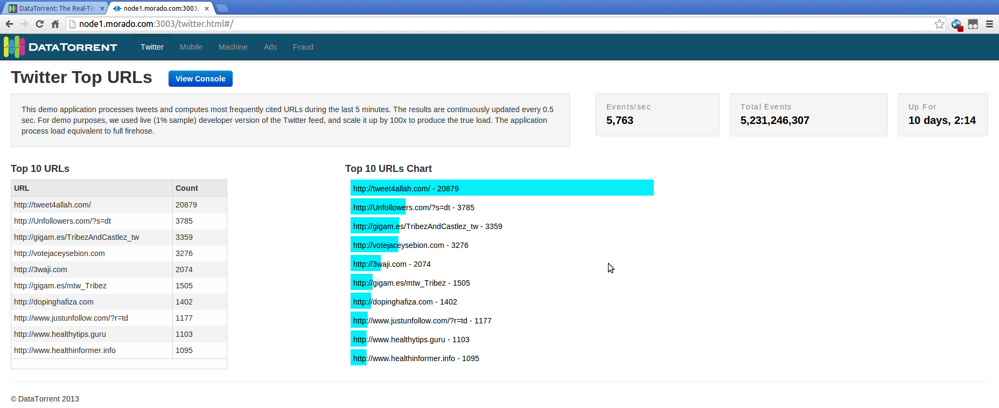 DataTorrent: The Real-Tin
node1.morado.com:3003/
node1.morado.com:3003/twitter.html#/
DATATORRENT Twitter Mobile Machine Ads Fraud
Twitter Top URLs View Console
This demo application processes tweets and computes most frequently cited URLs during the last 5 minutes. The results are continuously updated every 0.5
sec. For demo purposes, we used live (1% sample) developer version of the Twitter feed, and scale it up by 100x to produce the true load. The application
process load equivalent to full firehose.
Events/sec
5,763
Total Events
5,231,246,307
Up For
10 days, 2:14
Top 10 URLs
URL Count
http://tweet4allah.com/ 20879
http://Unfollowers.com/?s=dt 3785
http://gigam.es/TribezAndCastlez_tw 3359
http://votejaceysebion.com 3276
http://3waji.com 2074
http://gigam.es/mtw_Tribez 1505
http://dopinghafiza.com 1402
http://www.justunfollow.com/?r=td 1177
http://www.healthytips.guru 1103
http://www.healthinformer.info 1095
Top 10 URLs Chart
http://tweet4allah.com/ - 20879
http://Unfollowers.com/?s=dt - 3785
http://gigam.es/TribezAndCastlez_tw - 3359
http://votejaceysebion.com - 3276
http://3waji.com - 2074
http://gigam.es/mtw_Tribez - 1505
http://dopinghafiza.com - 1402
http://www.justunfollow.com/?r=td - 1177
http://www.healthytips.guru - 1103
http://www.healthinformer.info - 1095
© DataTorrent 2013